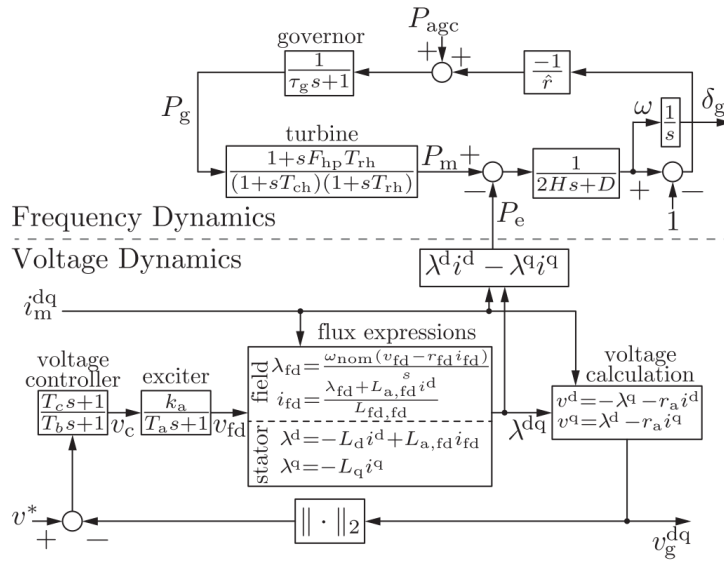 P_agc
governor
+ +
1
τ_g s+1
-1
r̂
P_g
ω
1
s
δ_g
turbine
1+sF_hp T_rh
(1+sT_ch)(1+sT_rh)
P_m +
−
1
2Hs+D
+ −
1
P_e
Frequency Dynamics
Voltage Dynamics
λ^d i^d − λ^q i^q
i_m^dq
flux expressions
field
λ_fd = ω_nom(v_fd − r_fd i_fd) / s
i_fd = (λ_fd + L_a,fd i^d) / L_fd,fd
stator
λ^d = −L_d i^d + L_a,fd i_fd
λ^q = −L_q i^q
voltage
controller
T_c s+1
T_b s+1
v_c
exciter
k_a
T_a s+1
v_fd
λ^dq
voltage
calculation
v^d = −λ^q − r_a i^d
v^q = λ^d − r_a i^q
v*
+ −
‖ · ‖_2
v_g^dq